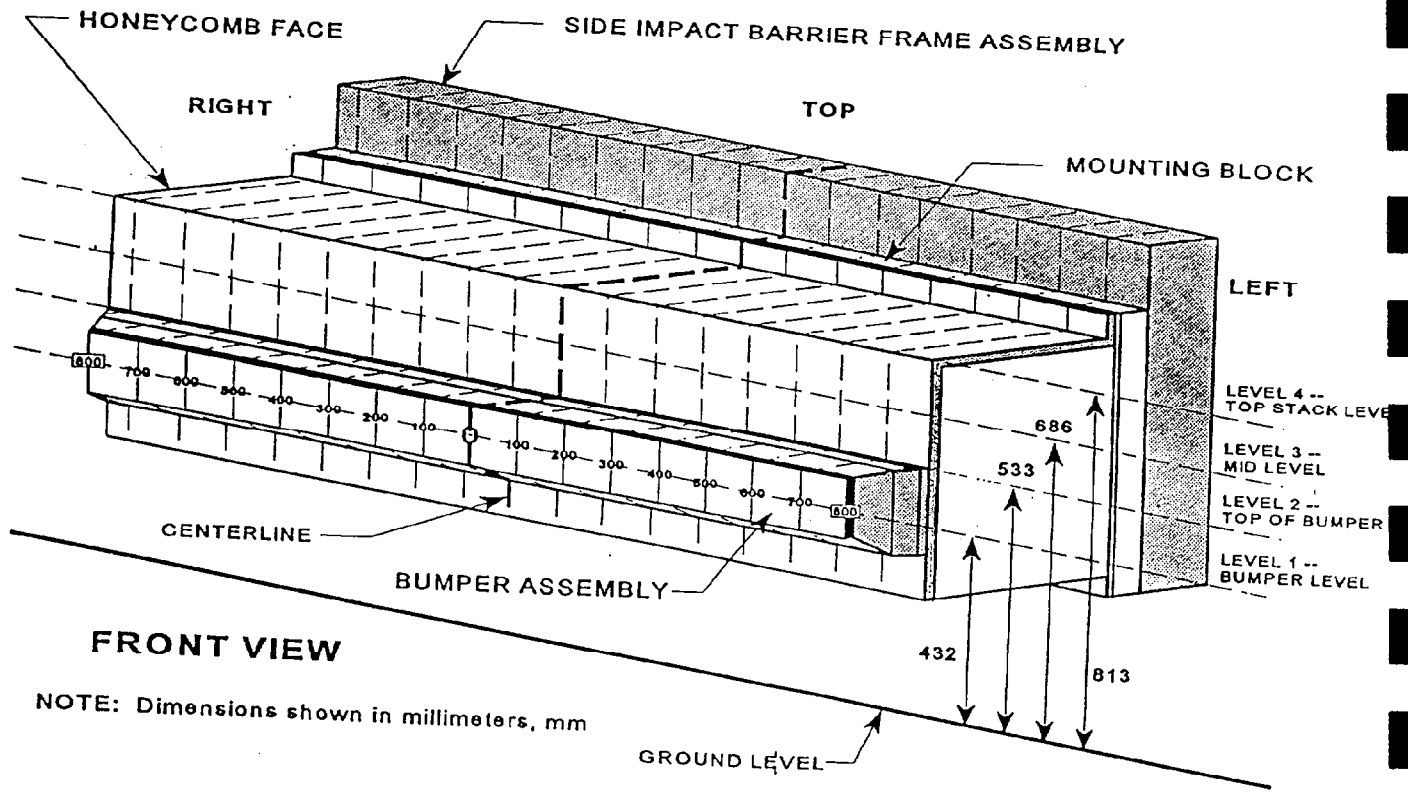 HONEYCOMB FACE
SIDE IMPACT BARRIER FRAME ASSEMBLY
RIGHT
TOP
MOUNTING BLOCK
LEFT
LEVEL 4 --
TOP STACK LEVE
686
LEVEL 3 --
MID LEVEL
533
LEVEL 2 --
TOP OF BUMPER
LEVEL 1 --
BUMPER LEVEL
800 700 600 500 400 300 200 100 0 100 200 300 400 500 600 700 800
CENTERLINE
BUMPER ASSEMBLY
FRONT VIEW
432
813
NOTE: Dimensions shown in millimeters, mm
GROUND LEVEL